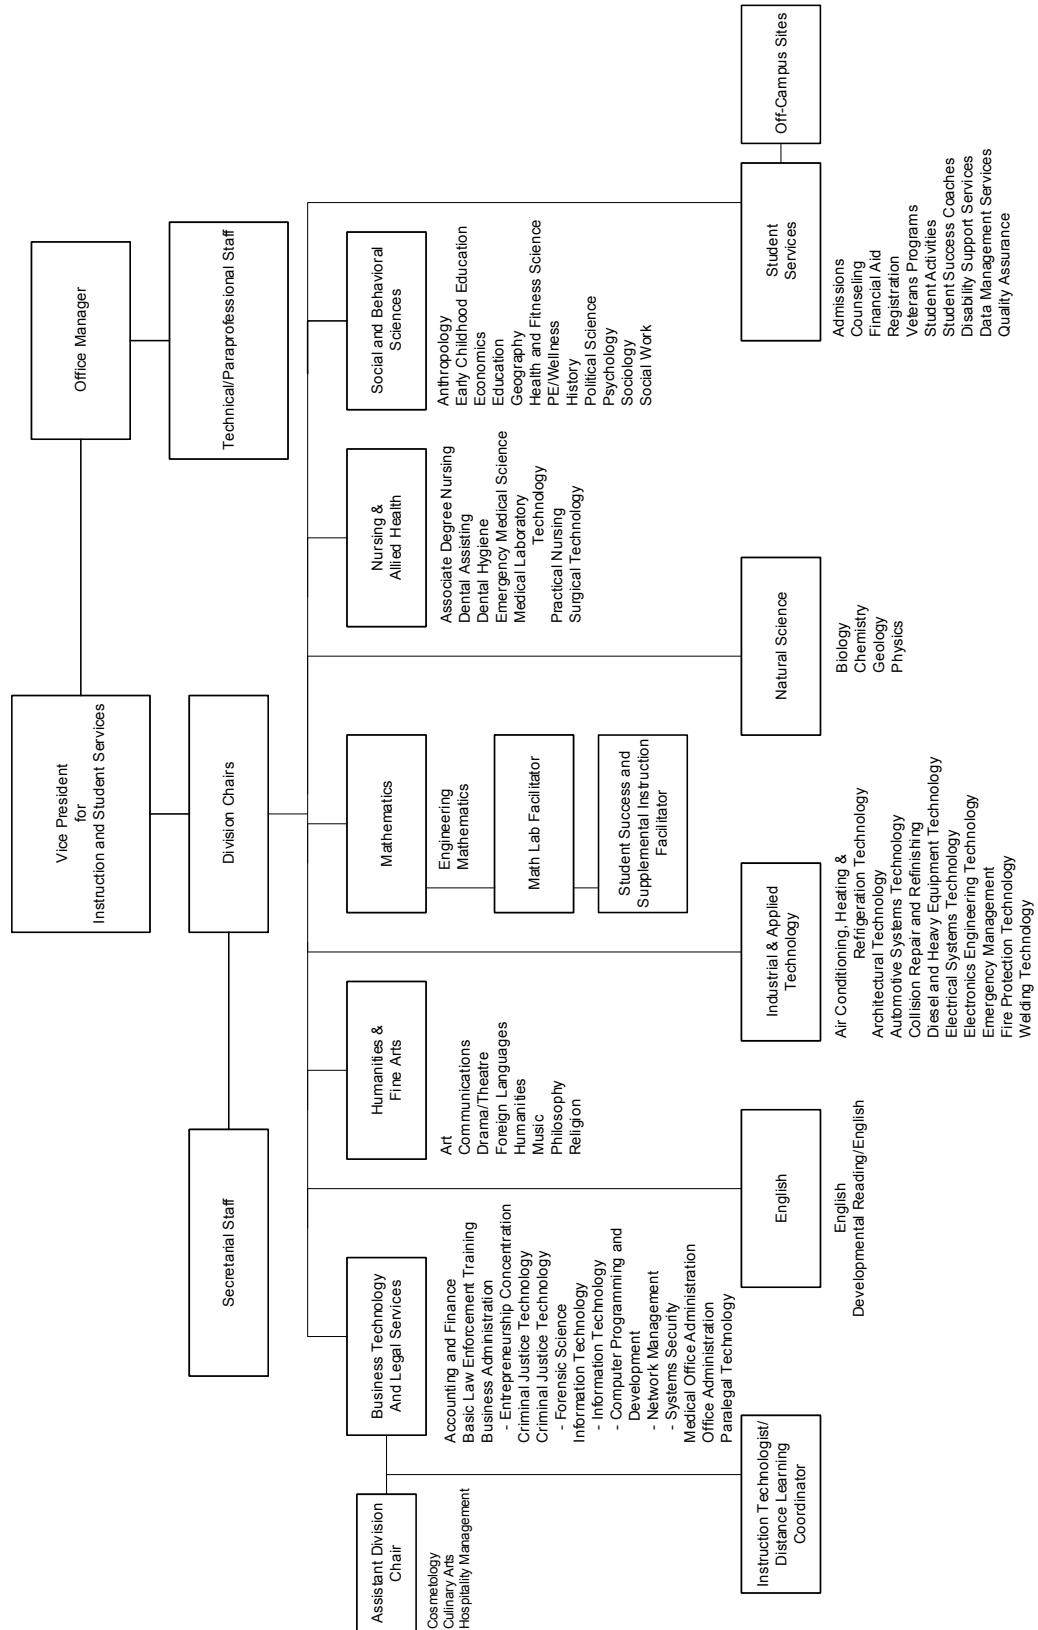 Vice President
for
Instruction and Student Services
Office Manager
Technical/Paraprofessional Staff
Division Chairs
Secretarial Staff
Assistant Division
Chair
Cosmetology
Culinary Arts
Hospitality Management
Business Technology
And Legal Services
Accounting and Finance
Basic Law Enforcement Training
Business Administration
- Entrepreneurship Concentration
Criminal Justice Technology
Criminal Justice Technology
- Forensic Science
Information Technology
- Information Technology
- Computer Programming and
Development
- Network Management
- Systems Security
Medical Office Administration
Office Administration
Paralegal Technology
Humanities &
Fine Arts
Art
Communications
Drama/Theatre
Foreign Languages
Humanities
Music
Philosophy
Religion
Mathematics
Engineering
Mathematics
Math Lab Facilitator
Student Success and
Supplemental Instruction
Facilitator
Nursing &
Allied Health
Associate Degree Nursing
Dental Assisting
Dental Hygiene
Emergency Medical Science
Medical Laboratory
Technology
Practical Nursing
Surgical Technology
Social and Behavioral
Sciences
Anthropology
Early Childhood Education
Economics
Education
Geography
Health and Fitness Science
PE/Wellness
History
Political Science
Psychology
Sociology
Social Work
Instruction Technologist/
Distance Learning
Coordinator
English
English
Developmental Reading/English
Industrial & Applied
Technology
Air Conditioning, Heating &
Refrigeration Technology
Architectural Technology
Automotive Systems Technology
Collision Repair and Refinishing
Diesel and Heavy Equipment Technology
Electrical Systems Technology
Electronics Engineering Technology
Emergency Management
Fire Protection Technology
Welding Technology
Natural Science
Biology
Chemistry
Geology
Physics
Student
Services
Admissions
Counseling
Financial Aid
Registration
Veterans Programs
Student Activities
Student Success Coaches
Disability Support Services
Data Management Services
Quality Assurance
Off-Campus Sites